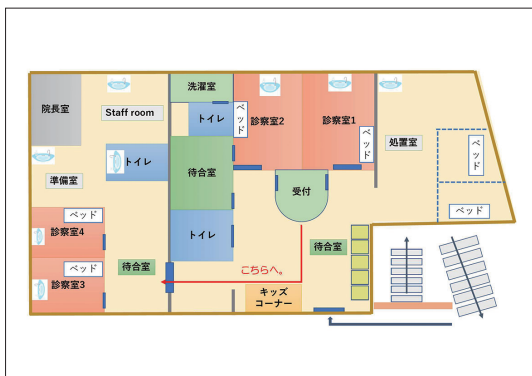 院長室
Staff room
洗濯室
トイレ
ベッド
診察室2
診察室1
ベッド
処置室
ベッド
ベッド
準備室
トイレ
待合室
受付
ベッド
診察室4
トイレ
待合室
こちらへ。
待合室
ベッド
診察室3
キッズ
コーナー